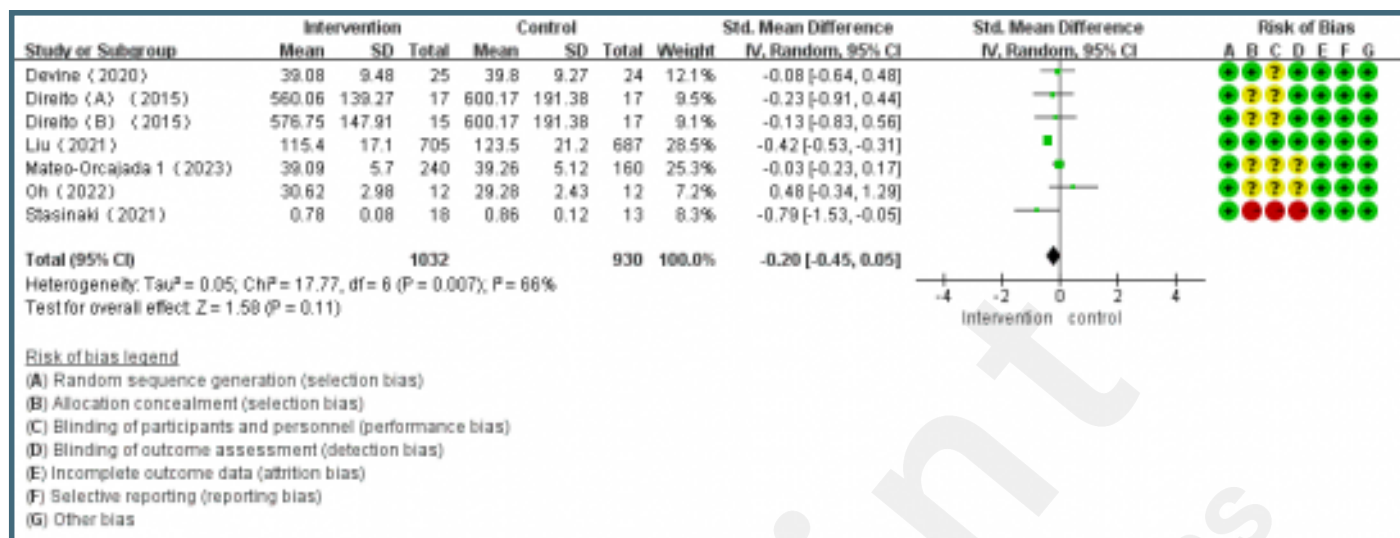 Intervention Control Std. Mean Difference Std. Mean Difference Risk of Bias
Study or Subgroup Mean SD Total Mean SD Total Weight IV, Random, 95% CI IV, Random, 95% CI A B C D E F G
Devine (2020) 39.08 9.48 25 39.8 9.27 24 12.1% -0.08 [-0.64, 0.48] + + ? + + + +
Direito (A) (2015) 560.06 139.27 17 600.17 191.38 17 9.5% -0.23 [-0.91, 0.44] + ? ? + + + +
Direito (B) (2015) 576.75 147.91 15 600.17 191.38 17 9.1% -0.13 [-0.83, 0.56] + ? ? + + + +
Liu (2021) 115.4 17.1 705 123.5 21.2 687 28.5% -0.42 [-0.53, -0.31] + + + + + + +
Mateo-Orcajada 1 (2023) 39.09 5.7 240 39.26 5.12 160 25.3% -0.03 [-0.23, 0.17] + ? ? ? + + +
Oh (2022) 30.62 2.98 12 29.28 2.43 12 7.2% 0.48 [-0.34, 1.29] + ? ? ? + + +
Stasinaki (2021) 0.78 0.08 18 0.86 0.12 13 8.3% -0.79 [-1.53, -0.05] + + + +
Total (95% CI) 1032 930 100.0% -0.20 [-0.45, 0.05]
Heterogeneity: Tau² = 0.05; Chi² = 17.77, df = 6 (P = 0.007); I² = 66%
Test for overall effect: Z = 1.58 (P = 0.11)
-4 -2 0 2 4
Intervention control
Risk of bias legend
(A) Random sequence generation (selection bias)
(B) Allocation concealment (selection bias)
(C) Blinding of participants and personnel (performance bias)
(D) Blinding of outcome assessment (detection bias)
(E) Incomplete outcome data (attrition bias)
(F) Selective reporting (reporting bias)
(G) Other bias